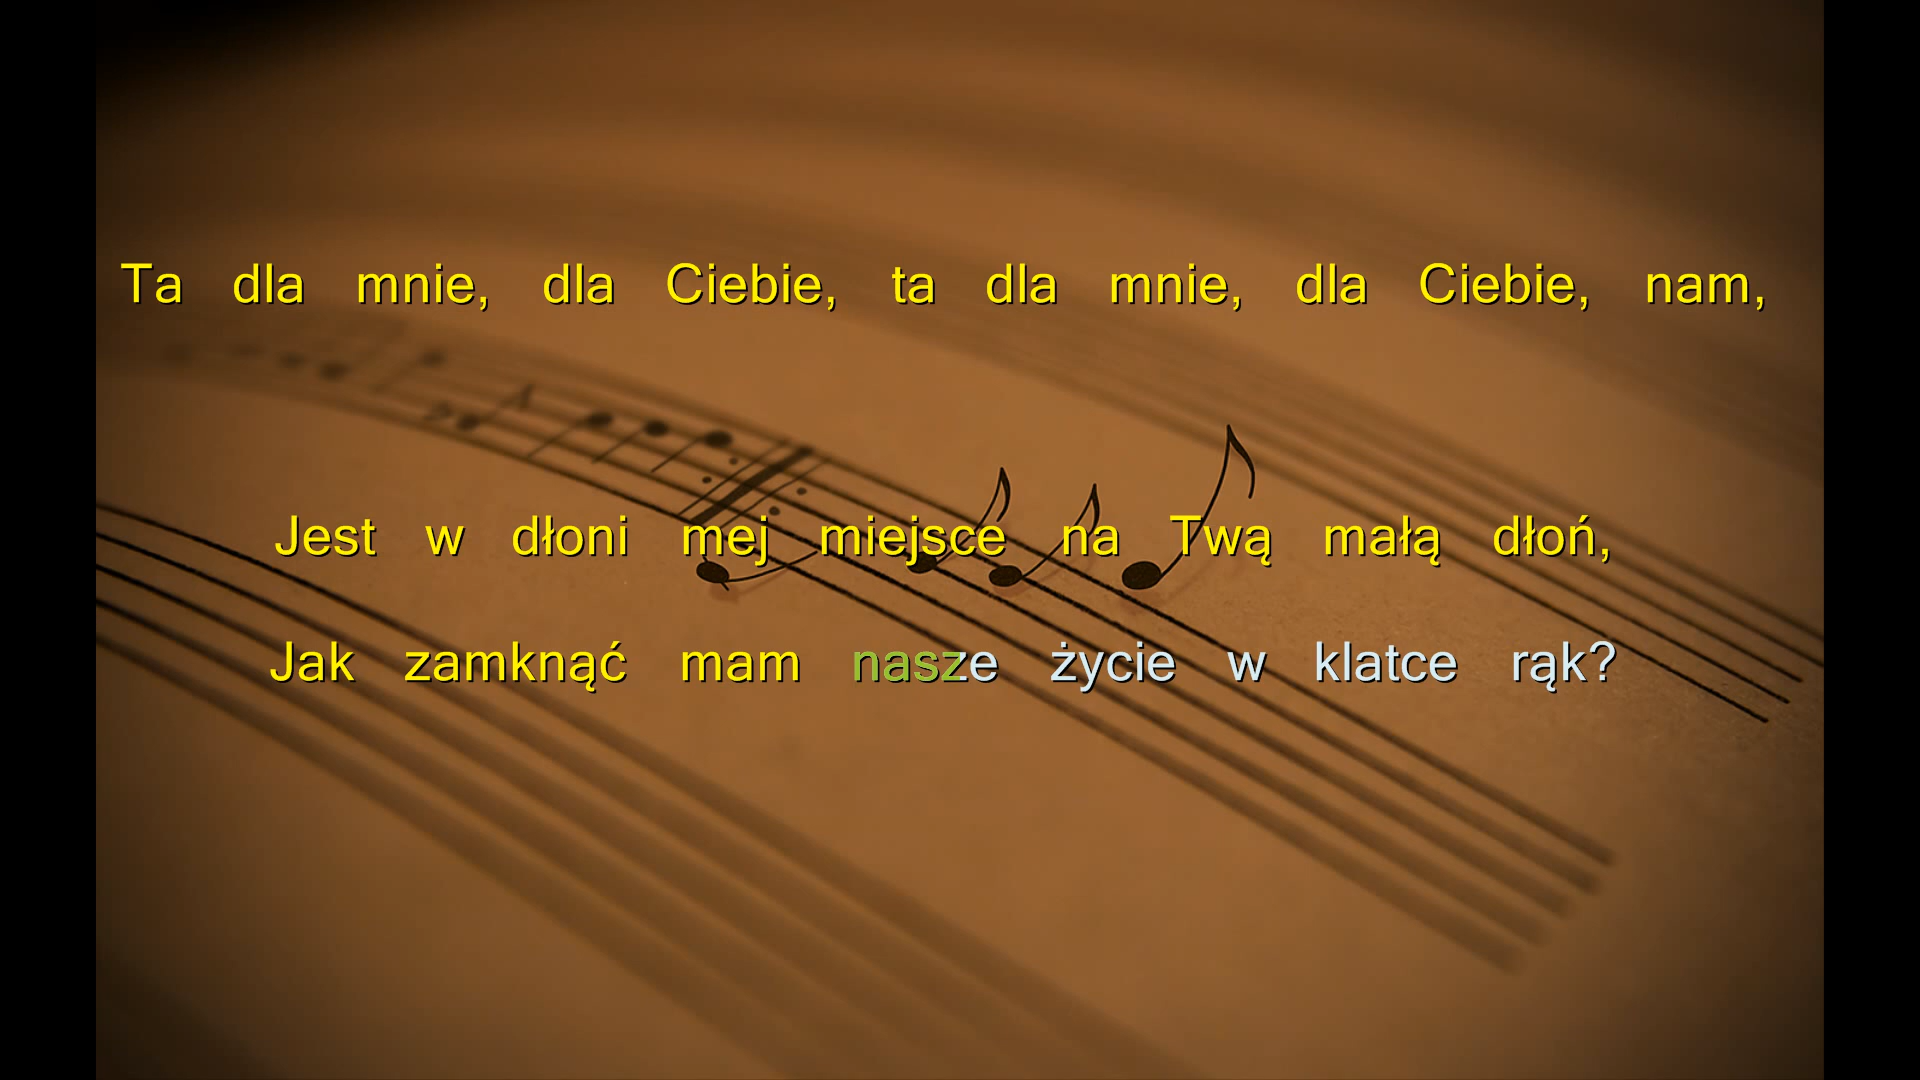 Ta dla mnie, dla Ciebie, ta dla mnie, dla Ciebie, nam,
Jest w dłoni mej miejsce na Twą małą dłoń,
Jak zamknąć mam nasze życie w klatce rąk?